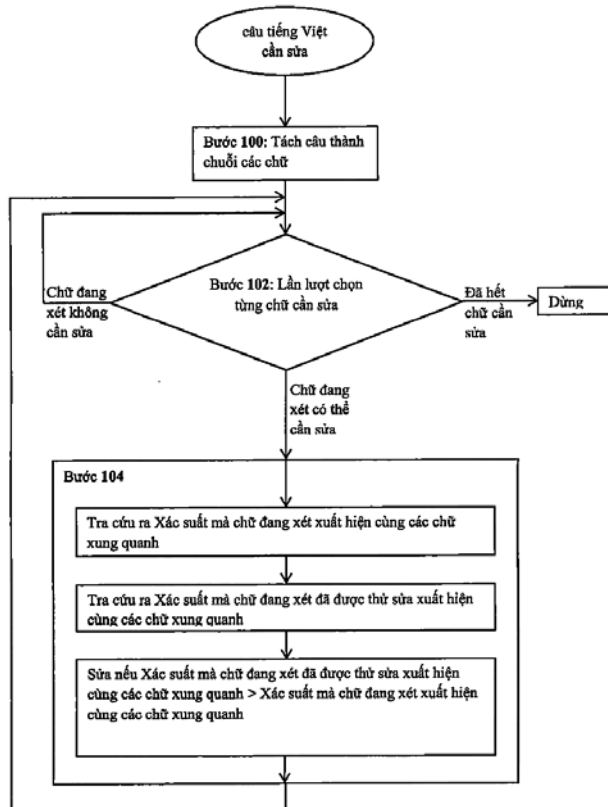 câu tiếng Việt
cần sửa
Bước 100: Tách câu thành
chuỗi các chữ
Bước 102: Lần lượt chọn
từng chữ cần sửa
Chữ đang
xét không
cần sửa
Đã hết
chữ cần
sửa
Dừng
Chữ đang
xét có thể
cần sửa
Bước 104
Tra cứu ra Xác suất mà chữ đang xét xuất hiện cùng các chữ
xung quanh
Tra cứu ra Xác suất mà chữ đang xét đã được thử sửa xuất hiện
cùng các chữ xung quanh
Sửa nếu Xác suất mà chữ đang xét đã được thử sửa xuất hiện
cùng các chữ xung quanh > Xác suất mà chữ đang xét xuất hiện
cùng các chữ xung quanh